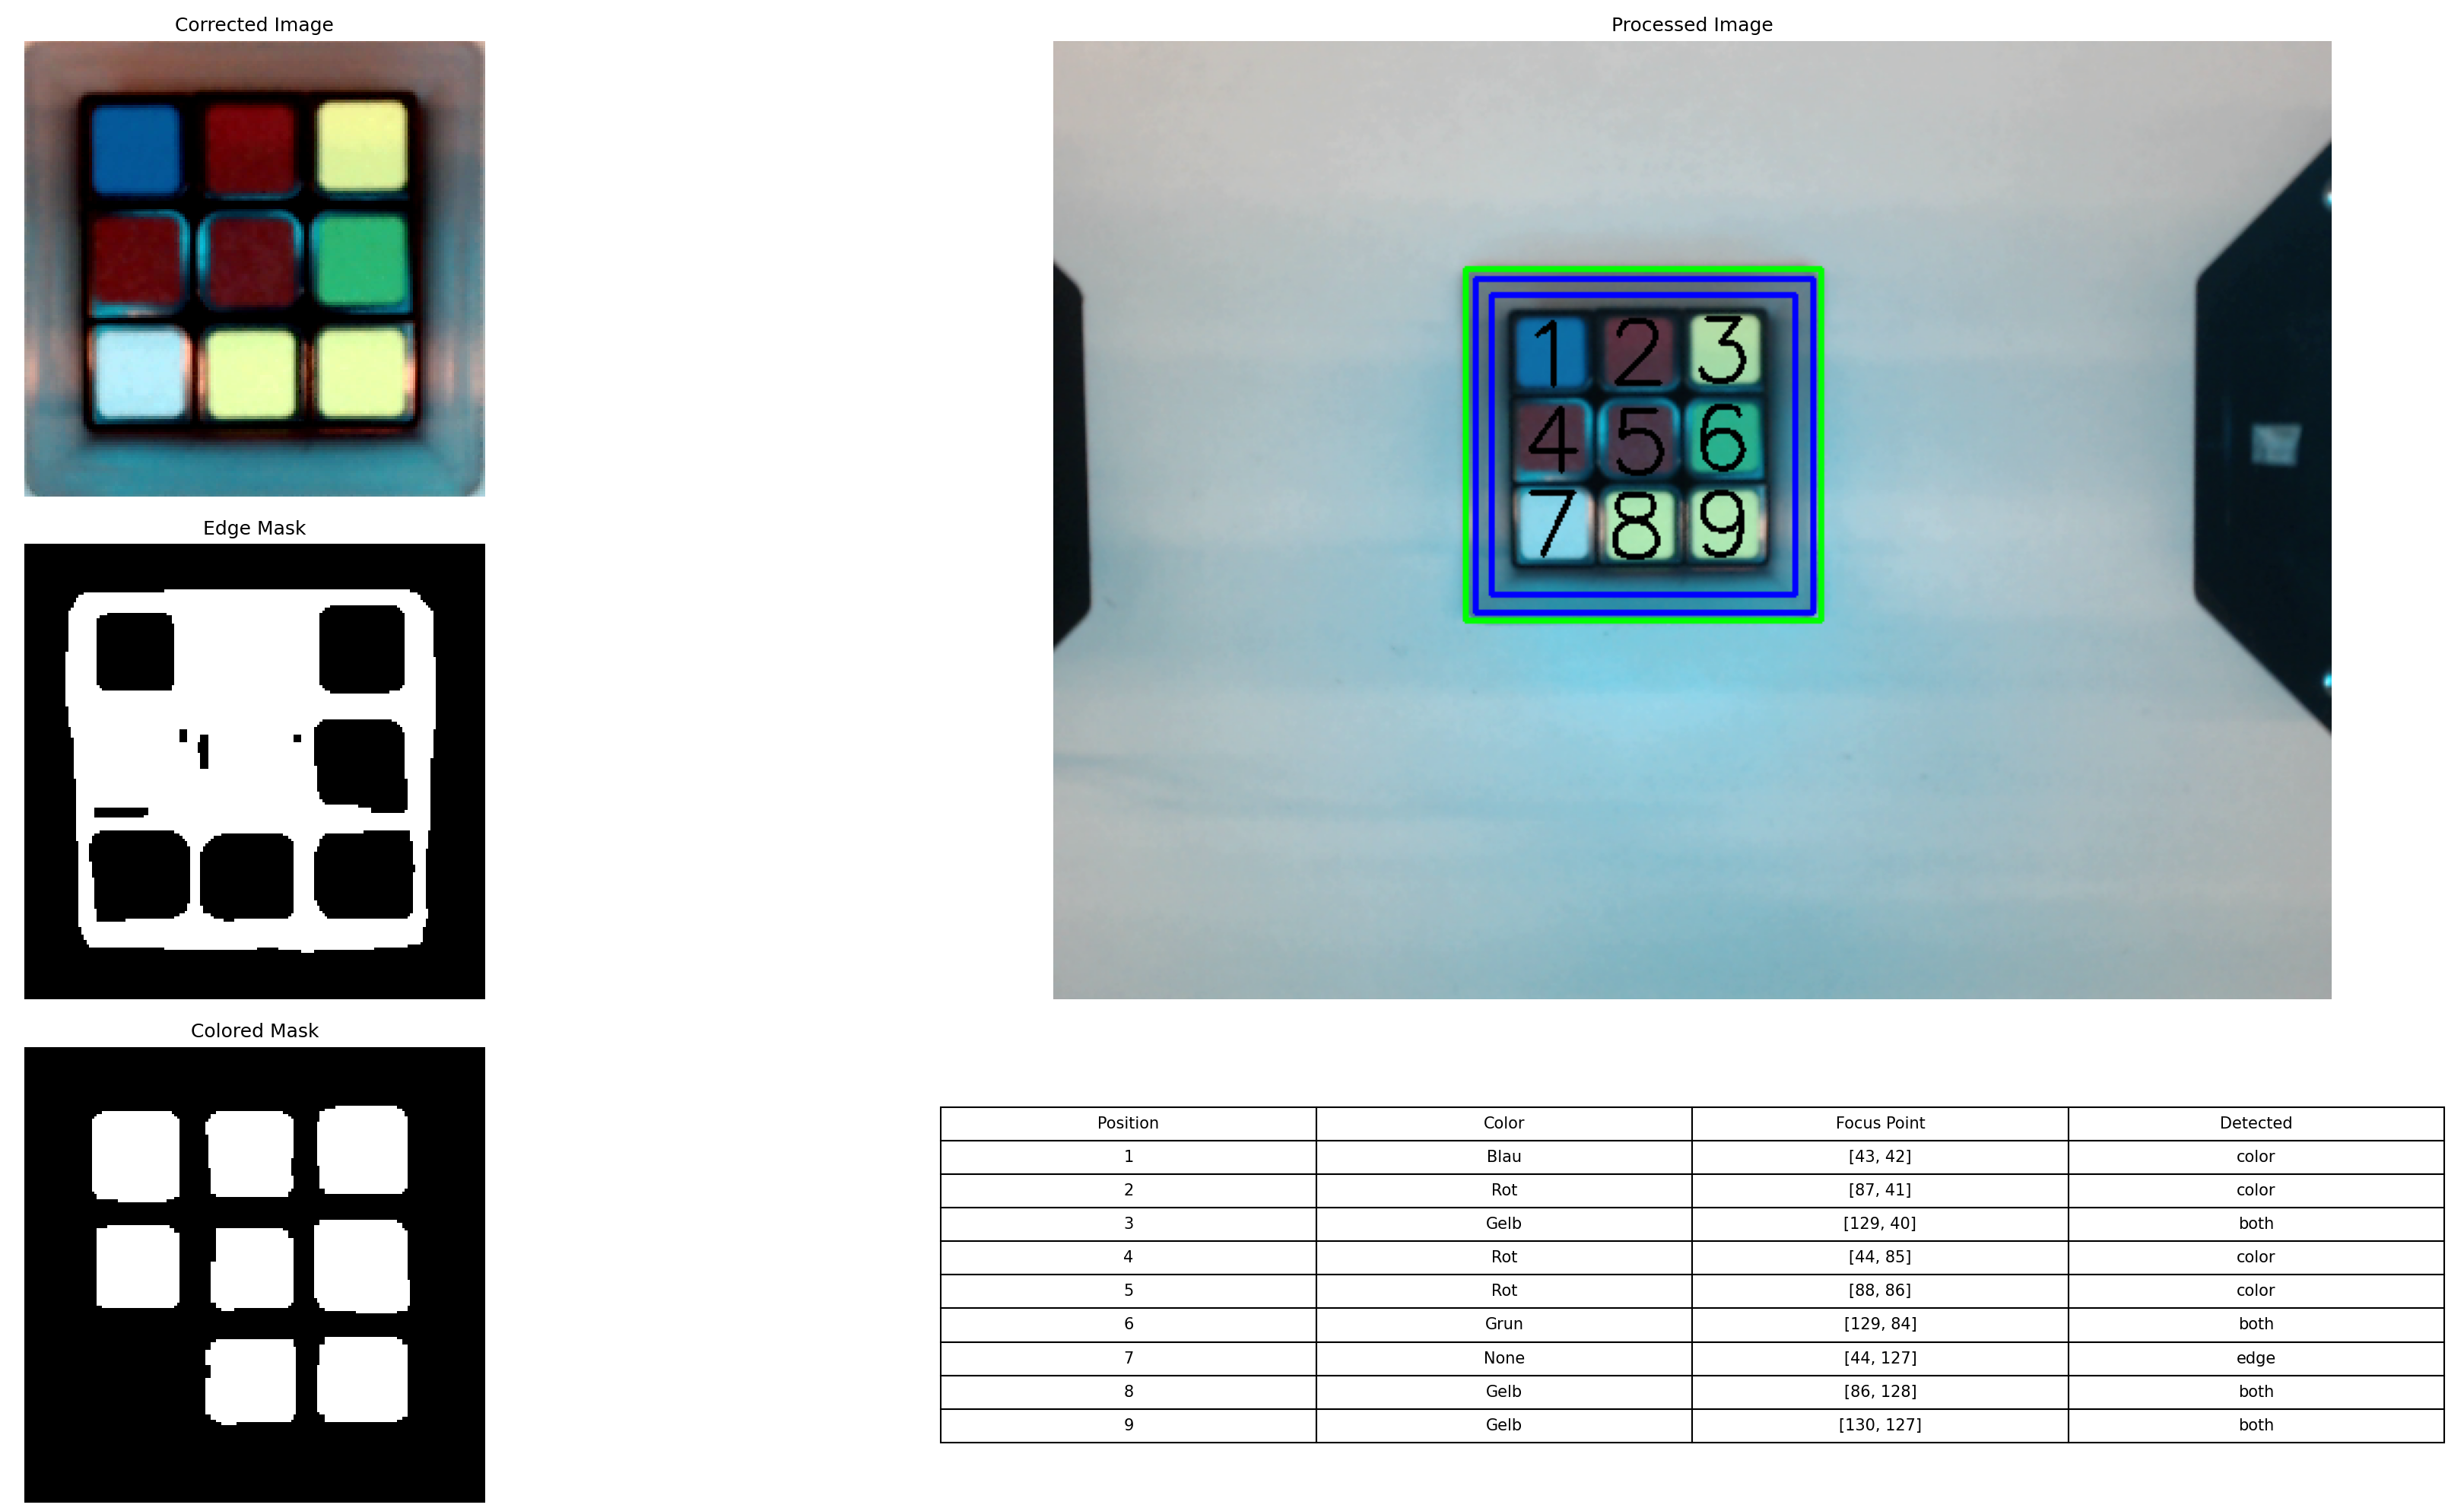 Corrected Image
Processed Image
1 2 3
4 5 6
7 8 9
Edge Mask
Colored Mask
Position Color Focus Point Detected
1 Blau [43, 42] color
2 Rot [87, 41] color
3 Gelb [129, 40] both
4 Rot [44, 85] color
5 Rot [88, 86] color
6 Grun [129, 84] both
7 None [44, 127] edge
8 Gelb [86, 128] both
9 Gelb [130, 127] both